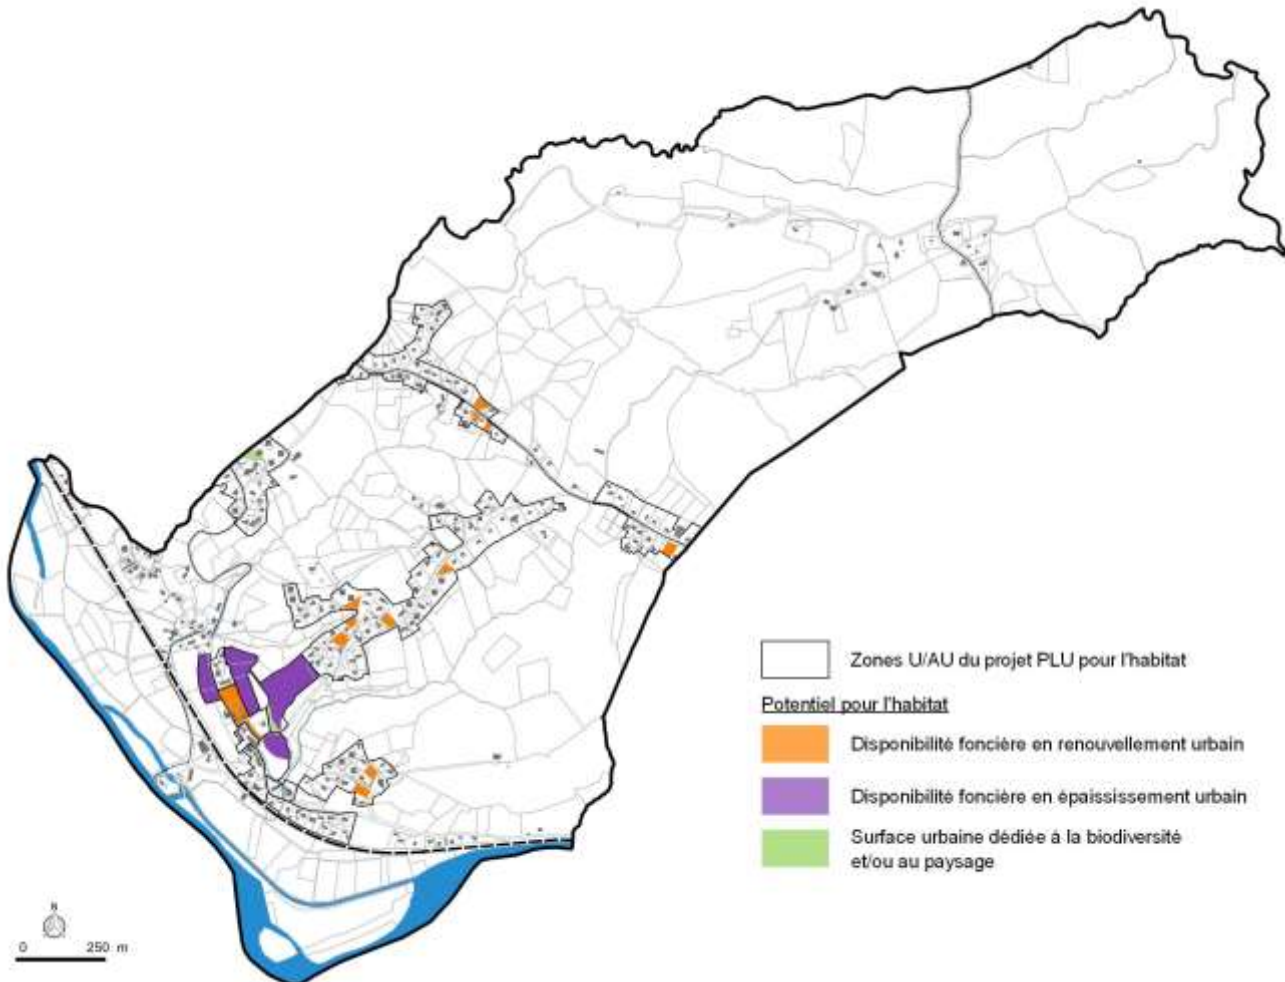 Zones U/AU du projet PLU pour l'habitat
Potentiel pour l'habitat
Disponibilité foncière en renouvellement urbain
Disponibilité foncière en épaississement urbain
Surface urbaine dédiée à la biodiversité
et/ou au paysage
N
0 250 m